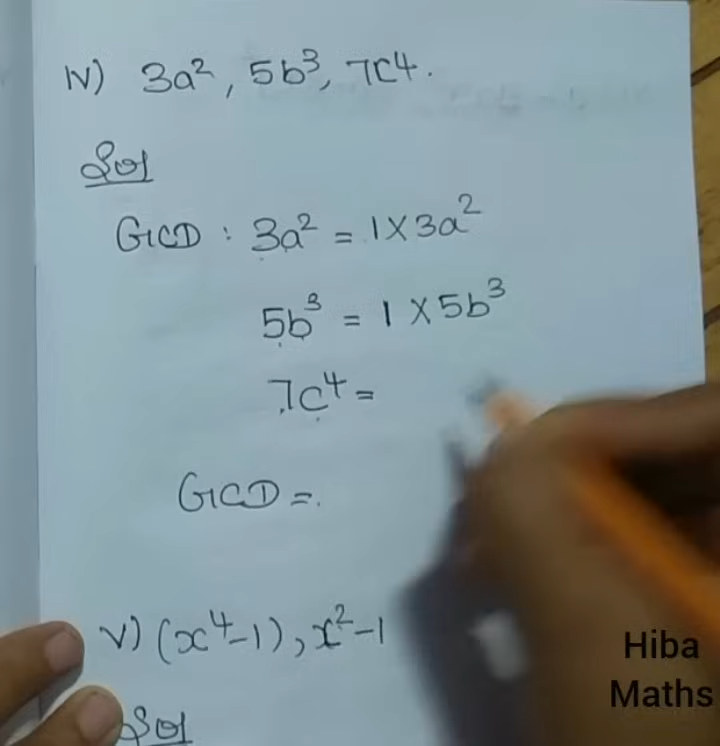 IV) 3a², 5b³, 7c⁴.
Sol
GCD : 3a² = 1 × 3a²
5b³ = 1 × 5b³
7c⁴ =
GCD =.
V) (x⁴-1), x²-1
Sol
Hiba
Maths